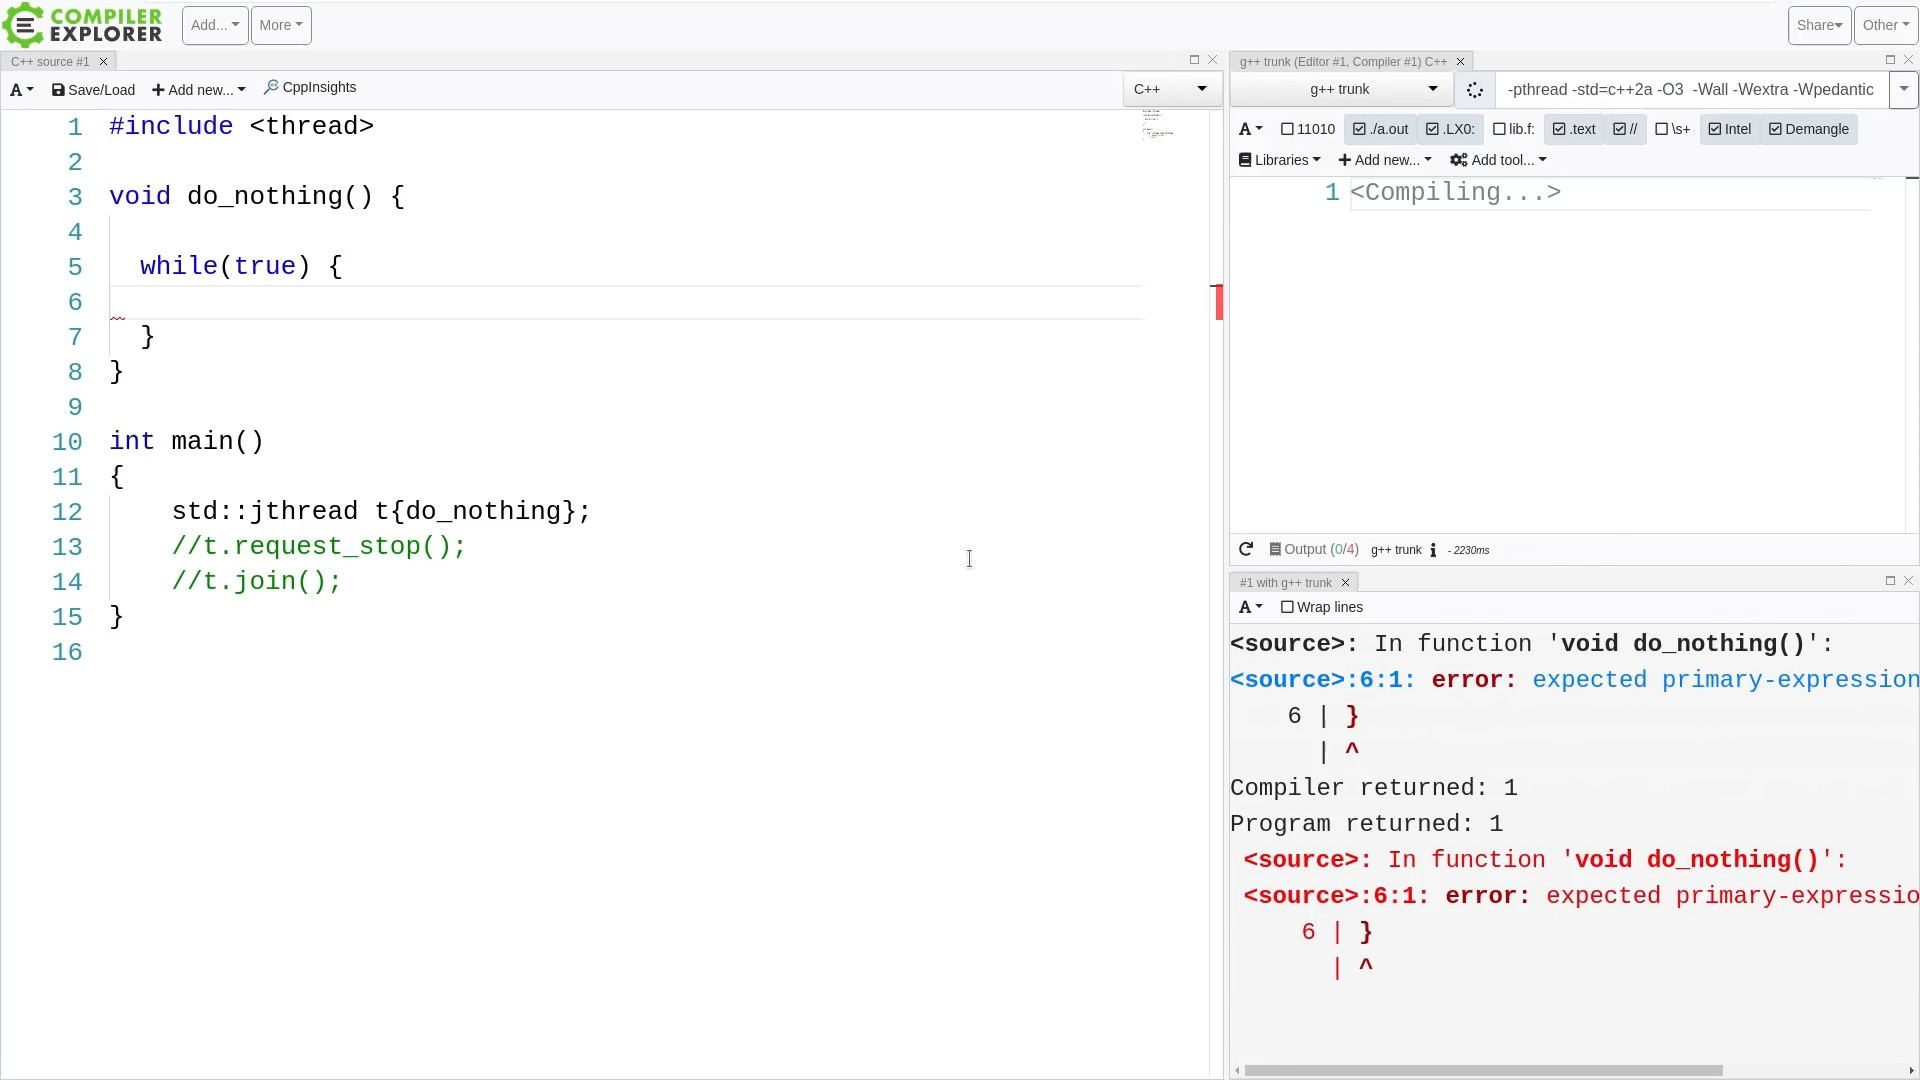 COMPILER
EXPLORER
Add...
More
Share
Other
C++ source #1
A
Save/Load
+ Add new...
CppInsights
C++
1 #include <thread>
2
3 void do_nothing() {
4
5 while(true) {
6
7 }
8 }
9
10 int main()
11 {
12 std::jthread t{do_nothing};
13 //t.request_stop();
14 //t.join();
15 }
16
g++ trunk (Editor #1, Compiler #1) C++
g++ trunk
-pthread -std=c++2a -O3 -Wall -Wextra -Wpedantic
A
11010
./a.out
.LX0:
lib.f:
.text
//
\s+
Intel
Demangle
Libraries
+ Add new...
Add tool...
1 <Compiling...>
Output (0/4) g++ trunk i - 2230ms
#1 with g++ trunk
A
Wrap lines
<source>: In function 'void do_nothing()':
<source>:6:1: error: expected primary-expression
6 | }
| ^
Compiler returned: 1
Program returned: 1
<source>: In function 'void do_nothing()':
<source>:6:1: error: expected primary-expressio
6 | }
| ^